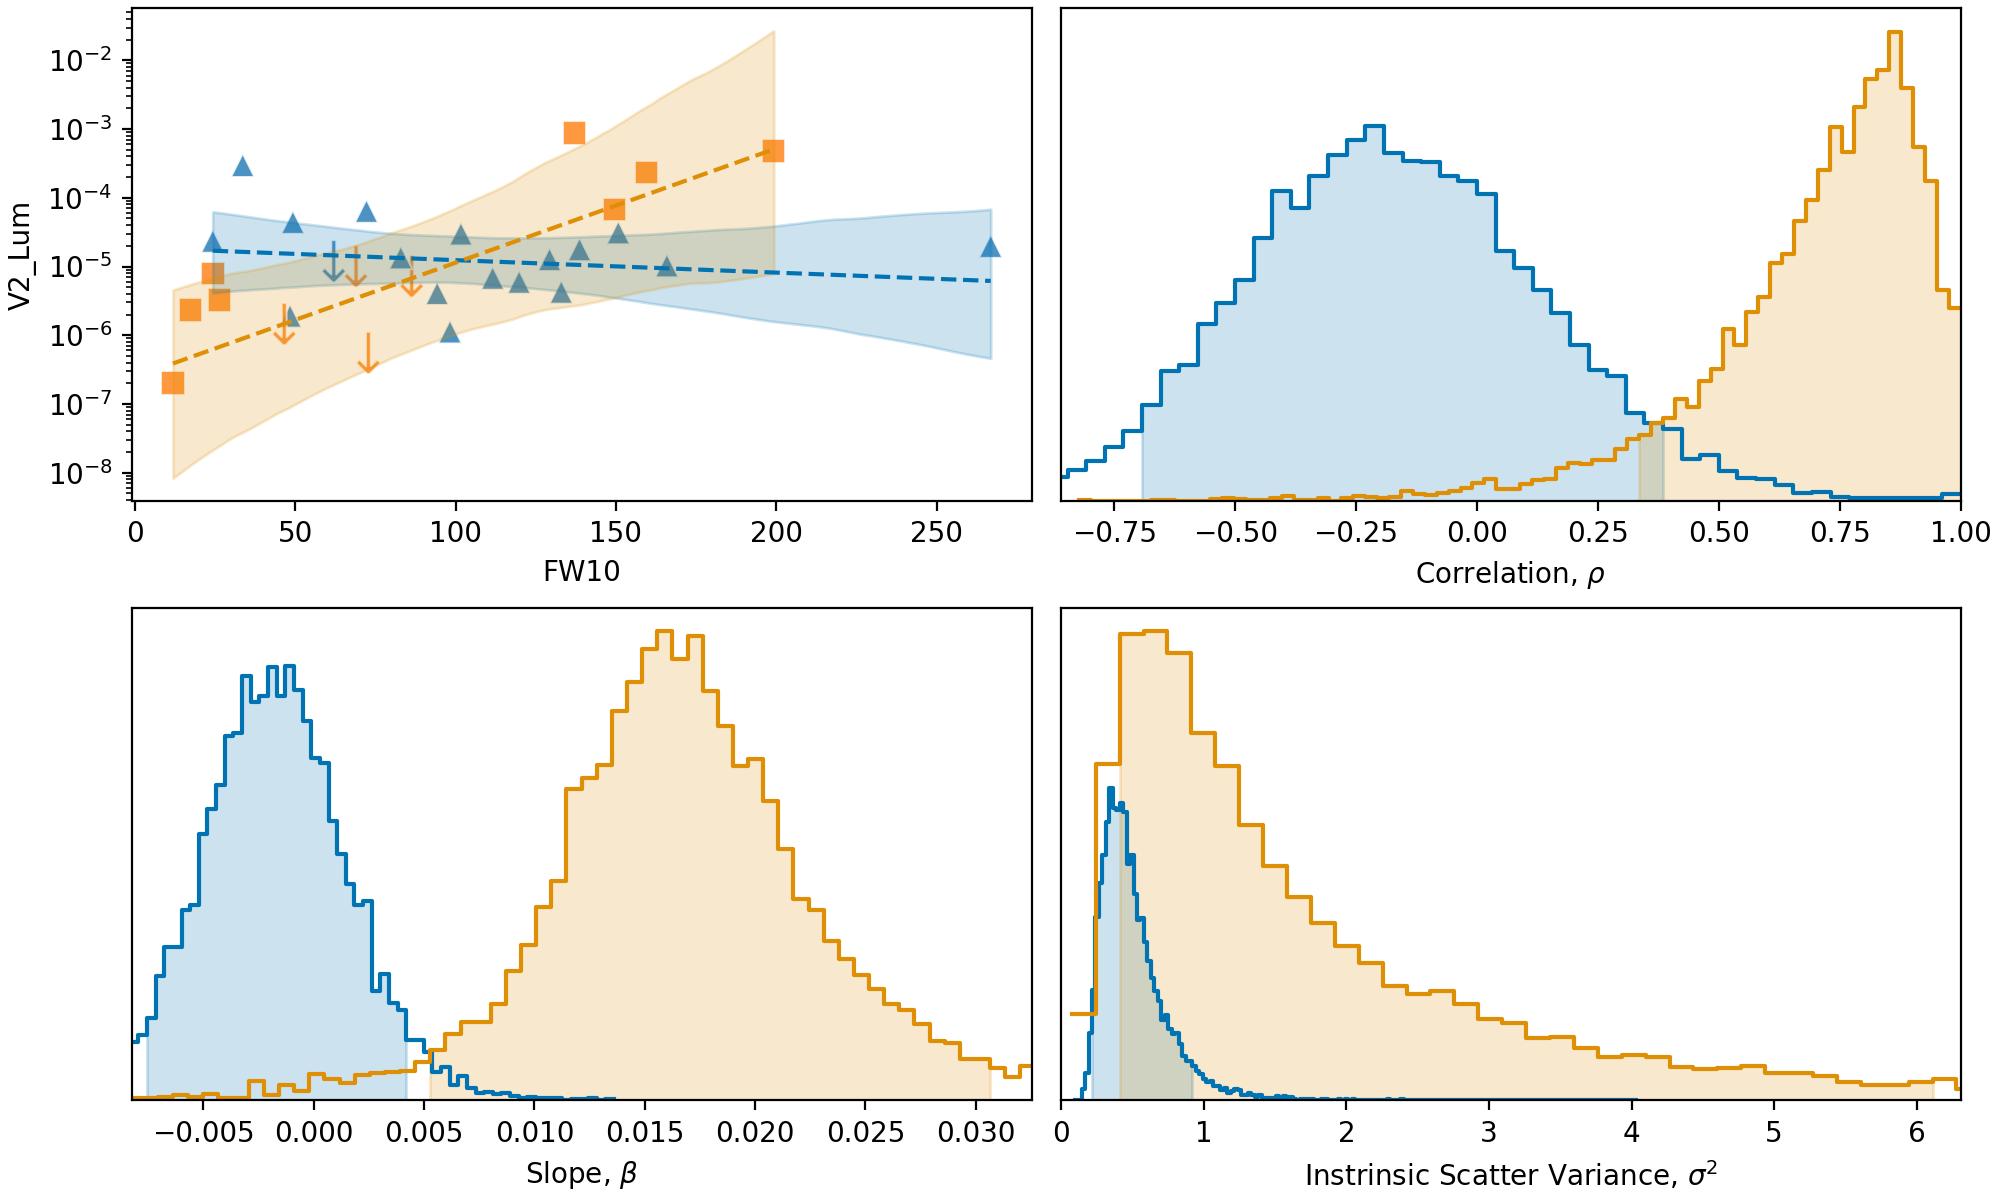 V2_Lum
10⁻²
10⁻³
10⁻⁴
10⁻⁵
10⁻⁶
10⁻⁷
10⁻⁸
0 50 100 150 200 250
FW10
−0.75 −0.50 −0.25 0.00 0.25 0.50 0.75 1.00
Correlation, ρ
−0.005 0.000 0.005 0.010 0.015 0.020 0.025 0.030
Slope, β
0 1 2 3 4 5 6
Instrinsic Scatter Variance, σ²